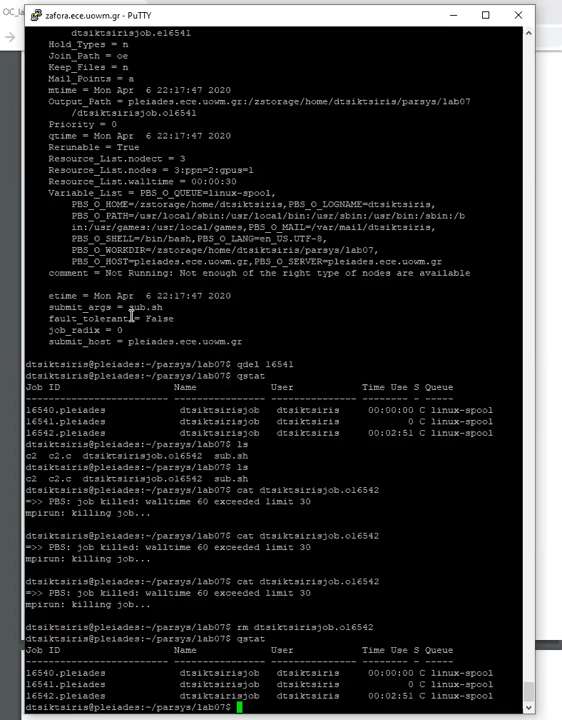 OC_la
zafora.ece.uowm.gr - PuTTY
dtsiktsirisjob.e16541
Hold_Types = n
Join_Path = oe
Keep_Files = n
Mail_Points = a
mtime = Mon Apr  6 22:17:47 2020
Output_Path = pleiades.ece.uowm.gr:/zstorage/home/dtsiktsiris/parsys/lab07
/dtsiktsirisjob.o16541
Priority = 0
qtime = Mon Apr  6 22:17:47 2020
Rerunable = True
Resource_List.nodect = 3
Resource_List.nodes = 3:ppn=2:gpus=1
Resource_List.walltime = 00:00:30
Variable_List = PBS_O_QUEUE=linux-spool,
PBS_O_HOME=/zstorage/home/dtsiktsiris,PBS_O_LOGNAME=dtsiktsiris,
PBS_O_PATH=/usr/local/sbin:/usr/local/bin:/usr/sbin:/usr/bin:/sbin:/b
in:/usr/games:/usr/local/games,PBS_O_MAIL=/var/mail/dtsiktsiris,
PBS_O_SHELL=/bin/bash,PBS_O_LANG=en_US.UTF-8,
PBS_O_WORKDIR=/zstorage/home/dtsiktsiris/parsys/lab07,
PBS_O_HOST=pleiades.ece.uowm.gr,PBS_O_SERVER=pleiades.ece.uowm.gr
comment = Not Running: Not enough of the right type of nodes are available
etime = Mon Apr  6 22:17:47 2020
submit_args = sub.sh
fault_tolerant = False
job_radix = 0
submit_host = pleiades.ece.uowm.gr
dtsiktsiris@pleiades:~/parsys/lab07$ qdel 16541
dtsiktsiris@pleiades:~/parsys/lab07$ qstat
Job ID                    Name             User            Time Use S Queue
------------------------- ---------------- --------------- -------- - -----
16540.pleiades             dtsiktsirisjob   dtsiktsiris     00:00:00 C linux-spool
16541.pleiades             dtsiktsirisjob   dtsiktsiris            0 C linux-spool
16542.pleiades             dtsiktsirisjob   dtsiktsiris     00:02:51 C linux-spool
dtsiktsiris@pleiades:~/parsys/lab07$ ls
c2  c2.c  dtsiktsirisjob.o16542  sub.sh
dtsiktsiris@pleiades:~/parsys/lab07$ ls
c2  c2.c  dtsiktsirisjob.o16542  sub.sh
dtsiktsiris@pleiades:~/parsys/lab07$ cat dtsiktsirisjob.o16542
=>> PBS: job killed: walltime 60 exceeded limit 30
mpirun: killing job...
dtsiktsiris@pleiades:~/parsys/lab07$ cat dtsiktsirisjob.o16542
=>> PBS: job killed: walltime 60 exceeded limit 30
mpirun: killing job...
dtsiktsiris@pleiades:~/parsys/lab07$ cat dtsiktsirisjob.o16542
=>> PBS: job killed: walltime 60 exceeded limit 30
mpirun: killing job...
dtsiktsiris@pleiades:~/parsys/lab07$ rm dtsiktsirisjob.o16542
dtsiktsiris@pleiades:~/parsys/lab07$ qstat
Job ID                    Name             User            Time Use S Queue
------------------------- ---------------- --------------- -------- - -----
16540.pleiades             dtsiktsirisjob   dtsiktsiris     00:00:00 C linux-spool
16541.pleiades             dtsiktsirisjob   dtsiktsiris            0 C linux-spool
16542.pleiades             dtsiktsirisjob   dtsiktsiris     00:02:51 C linux-spool
dtsiktsiris@pleiades:~/parsys/lab07$